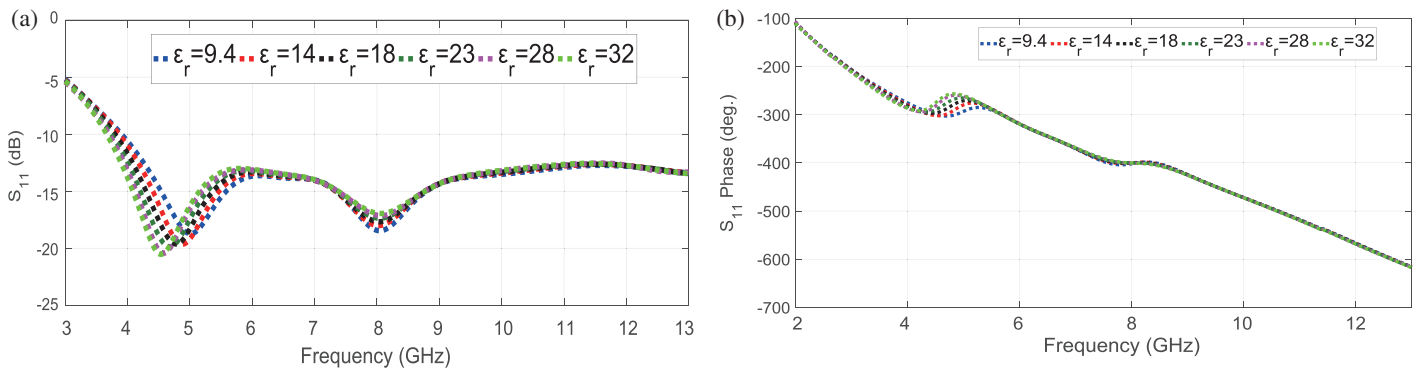 (a)
0
-5
-10
-15
-20
-25
S11 (dB)
εr=9.4 εr=14 εr=18 εr=23 εr=28 εr=32
3 4 5 6 7 8 9 10 11 12 13
Frequency (GHz)
(b)
-100
-200
-300
-400
-500
-600
-700
S11 Phase (deg.)
εr=9.4 εr=14 εr=18 εr=23 εr=28 εr=32
2 4 6 8 10 12
Frequency (GHz)